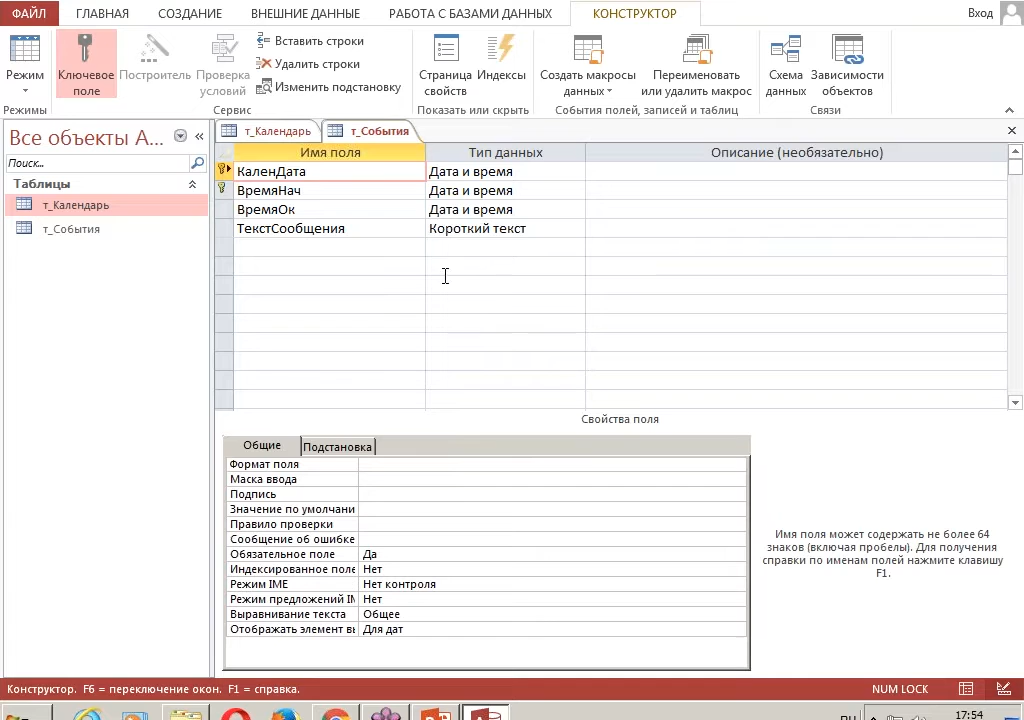 ФАЙЛ ГЛАВНАЯ СОЗДАНИЕ ВНЕШНИЕ ДАННЫЕ РАБОТА С БАЗАМИ ДАННЫХ КОНСТРУКТОР Вход
Режим
Ключевое поле
Построитель
Проверка условий
Вставить строки
Удалить строки
Изменить подстановку
Страница свойств
Индексы
Создать макросы данных
Переименовать или удалить макрос
Схема данных
Зависимости объектов
Режимы Сервис Показать или скрыть События полей, записей и таблиц Связи
Все объекты A...
Поиск...
Таблицы
т_Календарь
т_События
т_Календарь т_События
Имя поля Тип данных Описание (необязательно)
КаленДата Дата и время
ВремяНач Дата и время
ВремяОк Дата и время
ТекстСообщения Короткий текст
Свойства поля
Общие Подстановка
Формат поля
Маска ввода
Подпись
Значение по умолчани
Правило проверки
Сообщение об ошибке
Обязательное поле Да
Индексированное поле Нет
Режим IME Нет контроля
Режим предложений IM Нет
Выравнивание текста Общее
Отображать элемент вы Для дат
Имя поля может содержать не более 64
знаков (включая пробелы). Для получения
справки по именам полей нажмите клавишу
F1.
Конструктор. F6 = переключение окон. F1 = справка. NUM LOCK
17:54